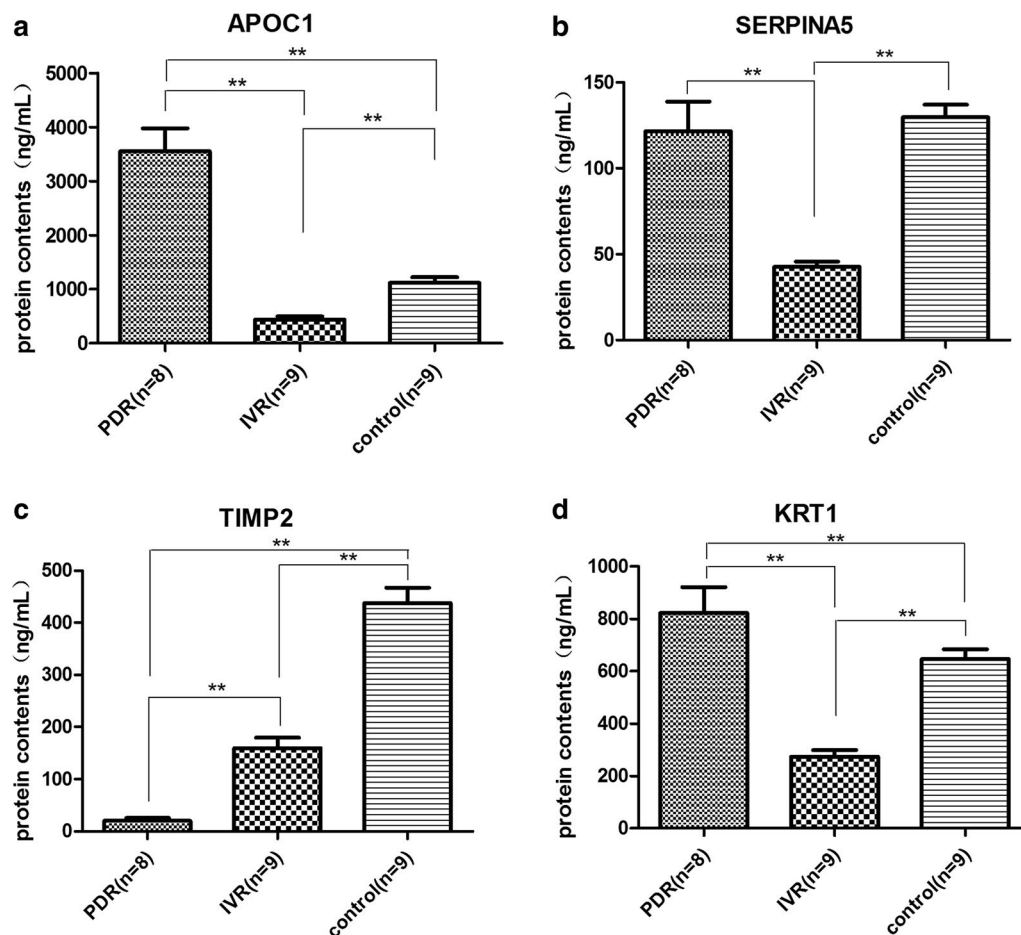 a
APOC1
protein contents（ng/mL）
5000
4000
3000
2000
1000
0
**
**
**
PDR(n=8)
IVR(n=9)
control(n=9)
b
SERPINA5
protein contents（ng/mL）
150
100
50
0
**
**
PDR(n=8)
IVR(n=9)
control(n=9)
c
TIMP2
protein contents（ng/mL）
500
400
300
200
100
0
**
**
**
PDR(n=8)
IVR(n=9)
control(n=9)
d
KRT1
protein contents（ng/mL）
1000
800
600
400
200
0
**
**
**
PDR(n=8)
IVR(n=9)
control(n=9)